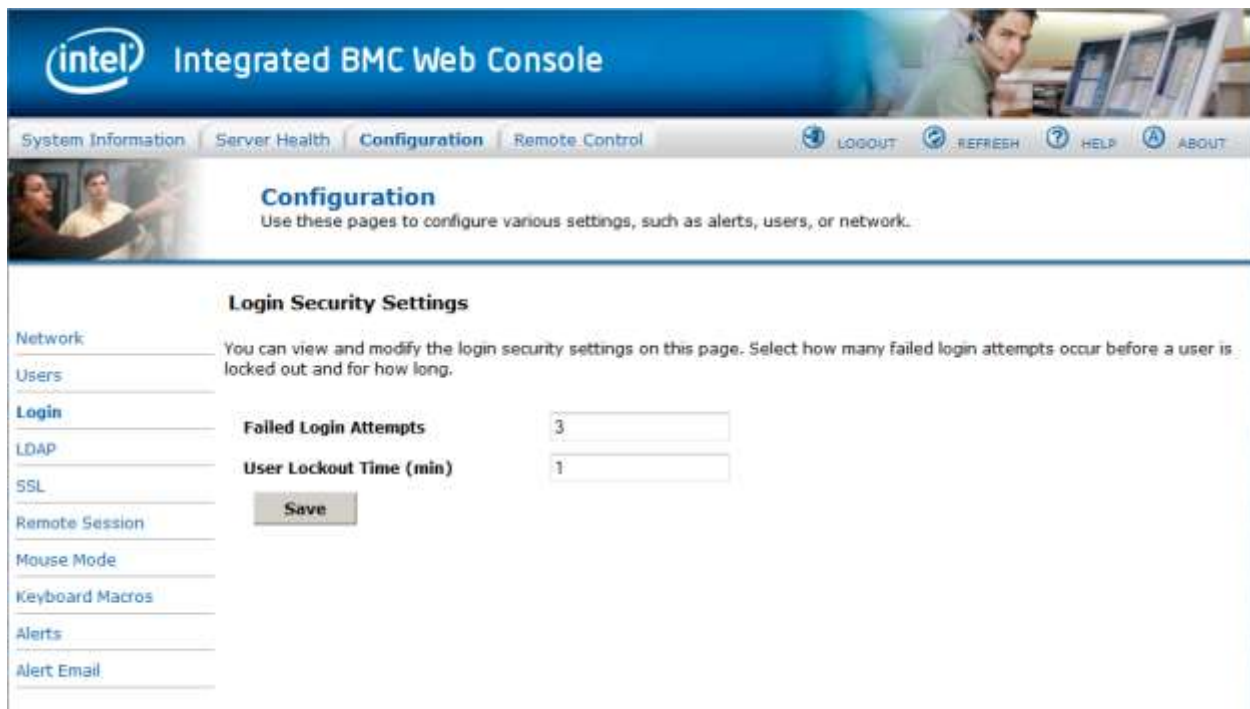 intel Integrated BMC Web Console
System Information Server Health Configuration Remote Control LOGOUT REFRESH HELP ABOUT
Configuration
Use these pages to configure various settings, such as alerts, users, or network.
Login Security Settings
You can view and modify the login security settings on this page. Select how many failed login attempts occur before a user is
locked out and for how long.
Network
Users
Login
LDAP
SSL
Remote Session
Mouse Mode
Keyboard Macros
Alerts
Alert Email
Failed Login Attempts 3
User Lockout Time (min) 1
Save